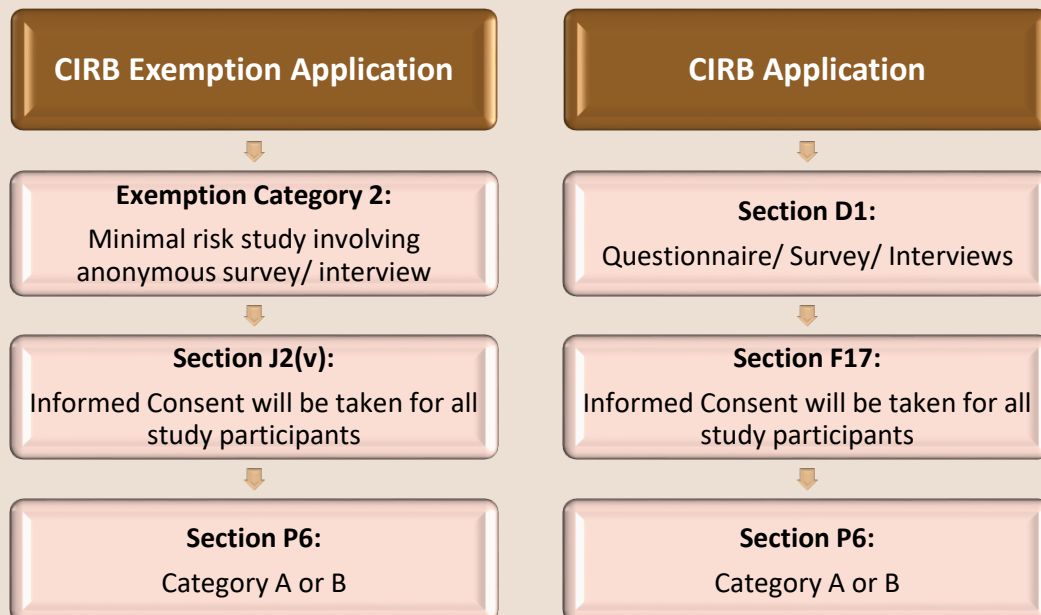 CIRB Exemption Application
Exemption Category 2:
Minimal risk study involving
anonymous survey/ interview
Section J2(v):
Informed Consent will be taken for all
study participants
Section P6:
Category A or B
CIRB Application
Section D1:
Questionnaire/ Survey/ Interviews
Section F17:
Informed Consent will be taken for all
study participants
Section P6:
Category A or B